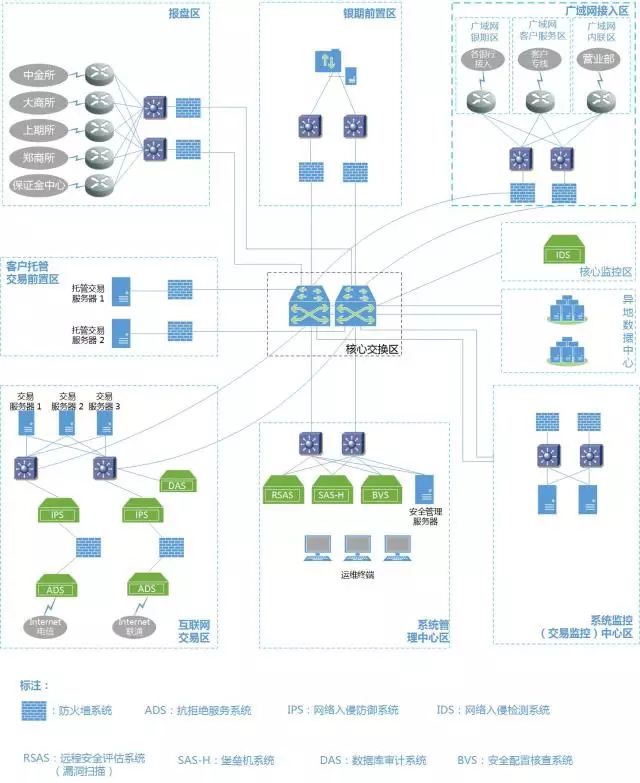 报盘区
银期前置区
广域网接入区
广域网
银期区
广域网
客户服务区
广域网
内联区
各银行
接入
客户
专线
营业部
中金所
大商所
上期所
郑商所
保证金中心
IDS
核心监控区
客户托管
交易前置区
托管交易
服务器 1
托管交易
服务器 2
核心交换区
异地数据中心
交易
服务器 1
交易
服务器 2
交易
服务器 3
DAS
IPS
IPS
ADS
ADS
Internet
电信
Internet
联通
互联网
交易区
RSAS
SAS-H
BVS
安全管理
服务器
运维终端
系统管
理中心区
系统监控
（交易监控）中心区
标注：
：防火墙系统
ADS：抗拒绝服务系统
IPS：网络入侵防御系统
IDS：网络入侵检测系统
RSAS：远程安全评估系统
（漏洞扫描）
SAS-H：堡垒机系统
DAS：数据库审计系统
BVS：安全配置核查系统